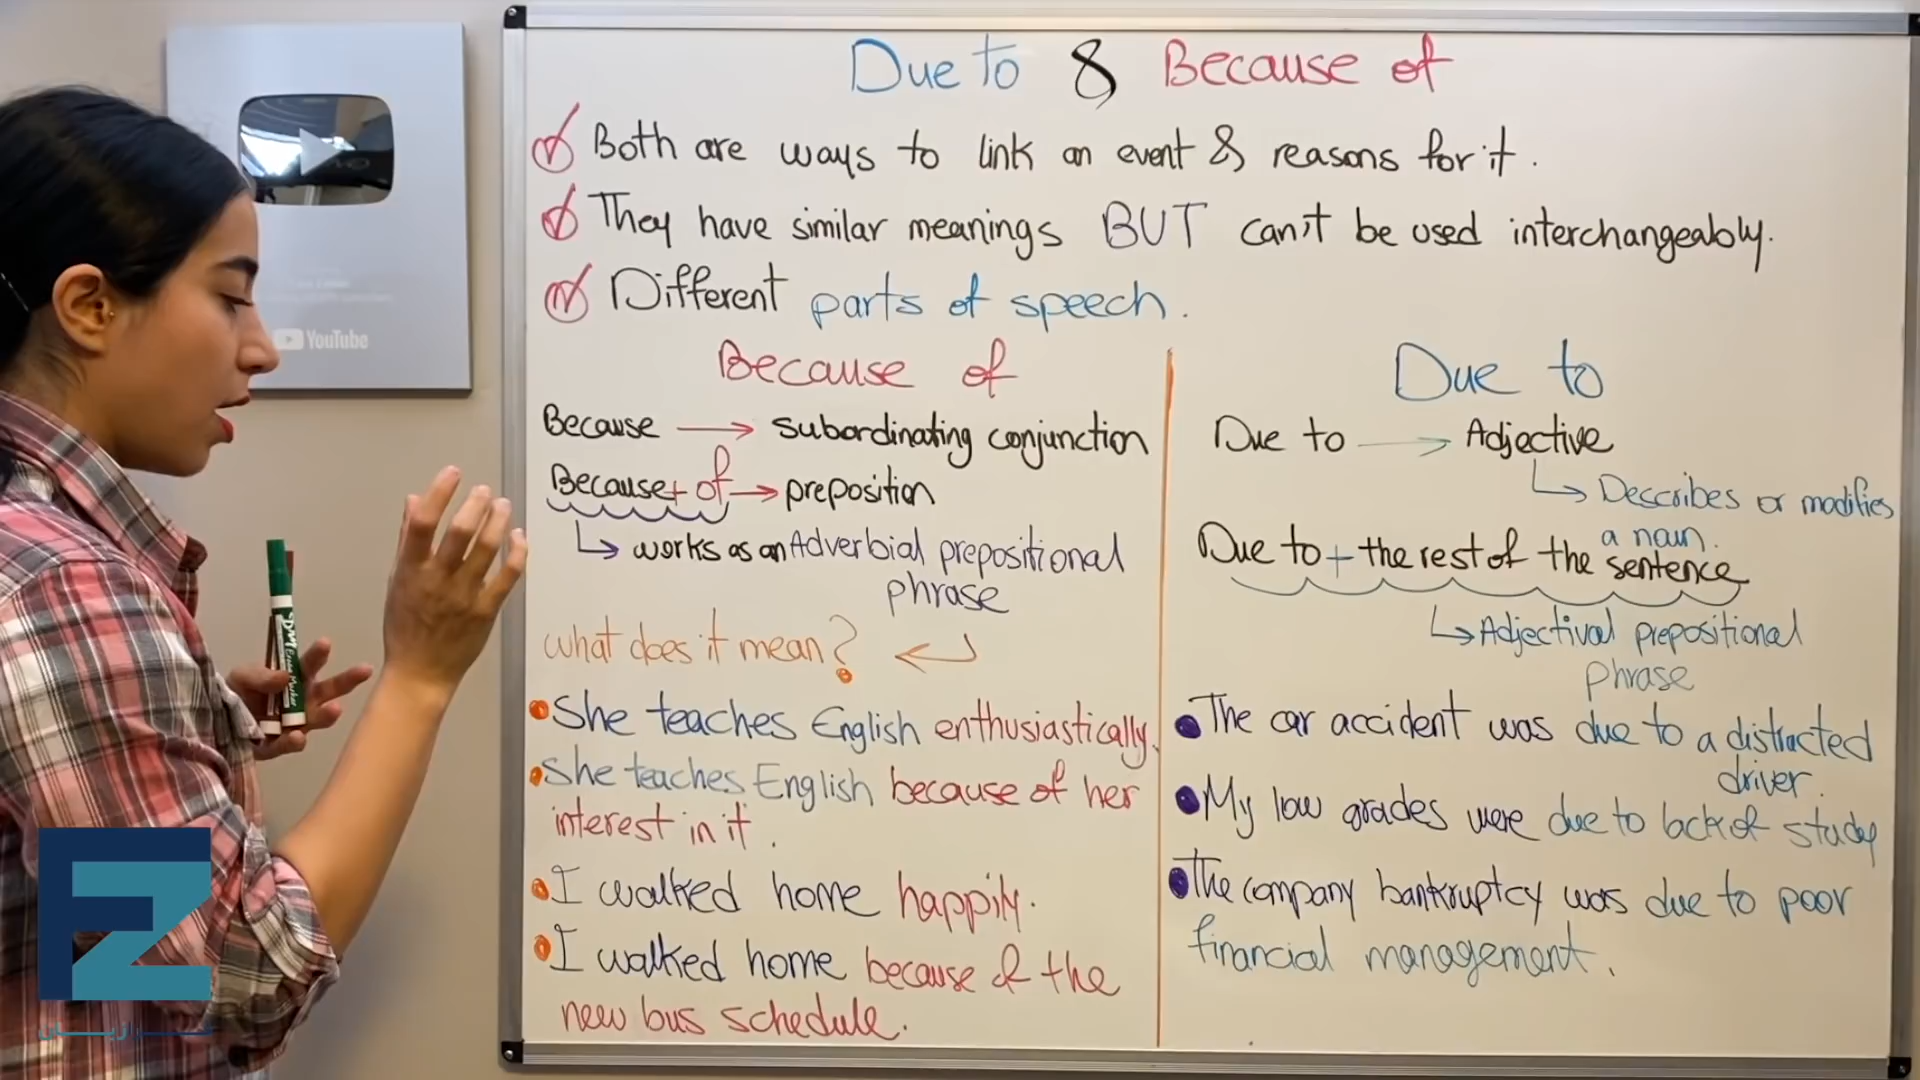 Due to & Because of
Both are ways to link an event & reasons for it.
They have similar meanings BUT can't be used interchangeably.
Different parts of speech.
YouTube
Because of
Because → subordinating conjunction
Because + of → preposition
↳ works as an Adverbial prepositional
phrase
what does it mean?
She teaches English enthusiastically.
She teaches English because of her
interest in it.
I walked home happily.
I walked home because of the
new bus schedule.
Due to
Due to → Adjective
↳ Describes or modifies
a noun.
Due to + the rest of the sentence
↳ Adjectival prepositional
phrase
The car accident was due to a distracted
driver.
My low grades were due to lack of study
The company bankruptcy was due to poor
financial management.
FZ